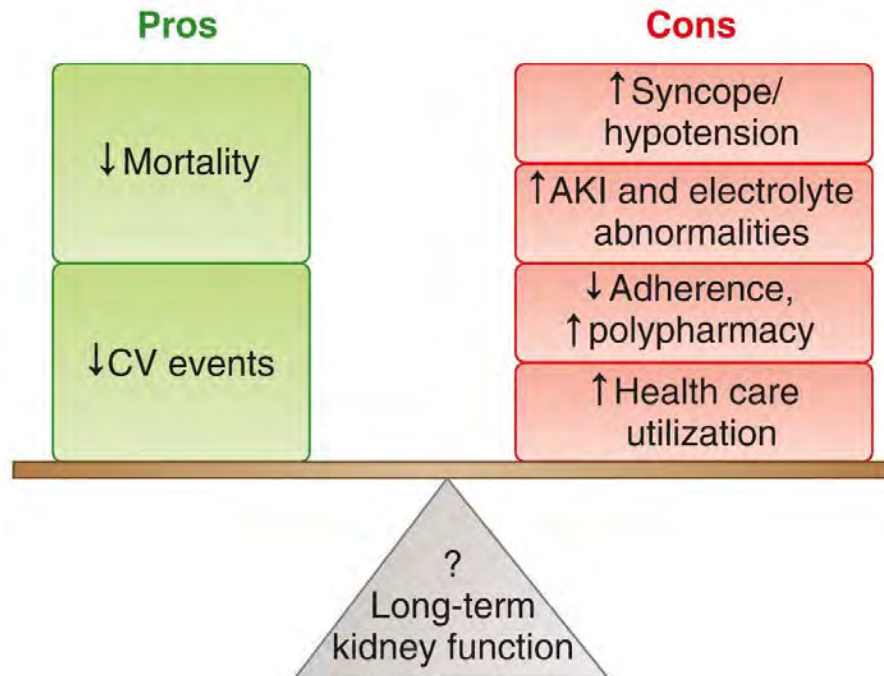 Pros
Cons
↓Mortality
↓CV events
↑Syncope/
hypotension
↑AKI and electrolyte
abnormalities
↓Adherence,
↑polypharmacy
↑Health care
utilization
?
Long-term
kidney function